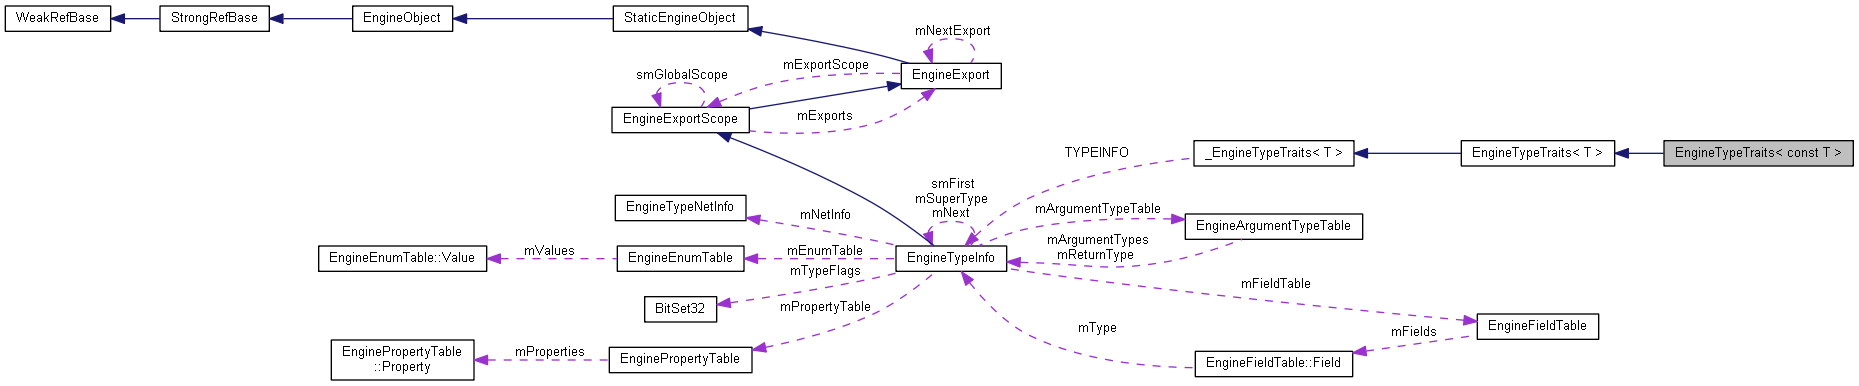 WeakRefBase
StrongRefBase
EngineObject
StaticEngineObject
mNextExport
mExportScope
EngineExport
smGlobalScope
mExports
EngineExportScope
TYPEINFO
_EngineTypeTraits< T >
EngineTypeTraits< T >
EngineTypeTraits< const T >
smFirst
mSuperType
mNext
EngineTypeNetInfo
mNetInfo
mArgumentTypeTable
EngineArgumentTypeTable
mArgumentTypes
mReturnType
EngineEnumTable::Value
mValues
EngineEnumTable
mEnumTable
EngineTypeInfo
mTypeFlags
mFieldTable
BitSet32
mPropertyTable
mType
mFields
EngineFieldTable
EnginePropertyTable
::Property
mProperties
EnginePropertyTable
EngineFieldTable::Field